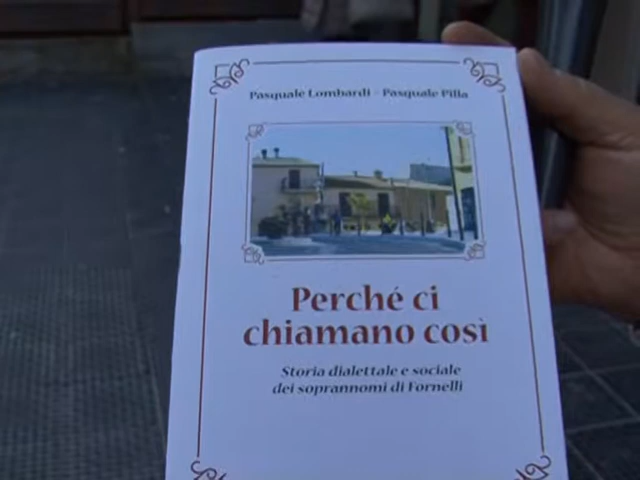 Pasquale Lombardi - Pasquale Pilla
Perché ci
chiamano così
Storia dialettale e sociale
dei soprannomi di Fornelli